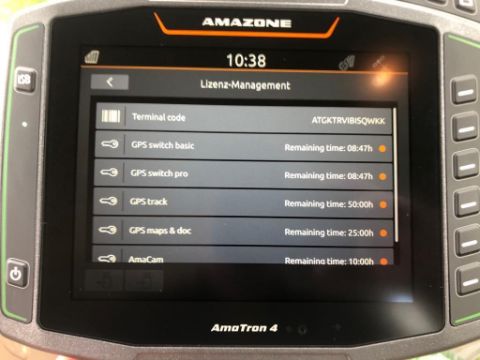 AMAZONE
10:38
Lizenz-Management
Terminal code ATGKTRVIBISQWKK
GPS switch basic Remaining time: 08:47h
GPS switch pro Remaining time: 08:47h
GPS track Remaining time: 50:00h
GPS maps & doc Remaining time: 25:00h
AmaCam Remaining time: 10:00h
AmaTron 4